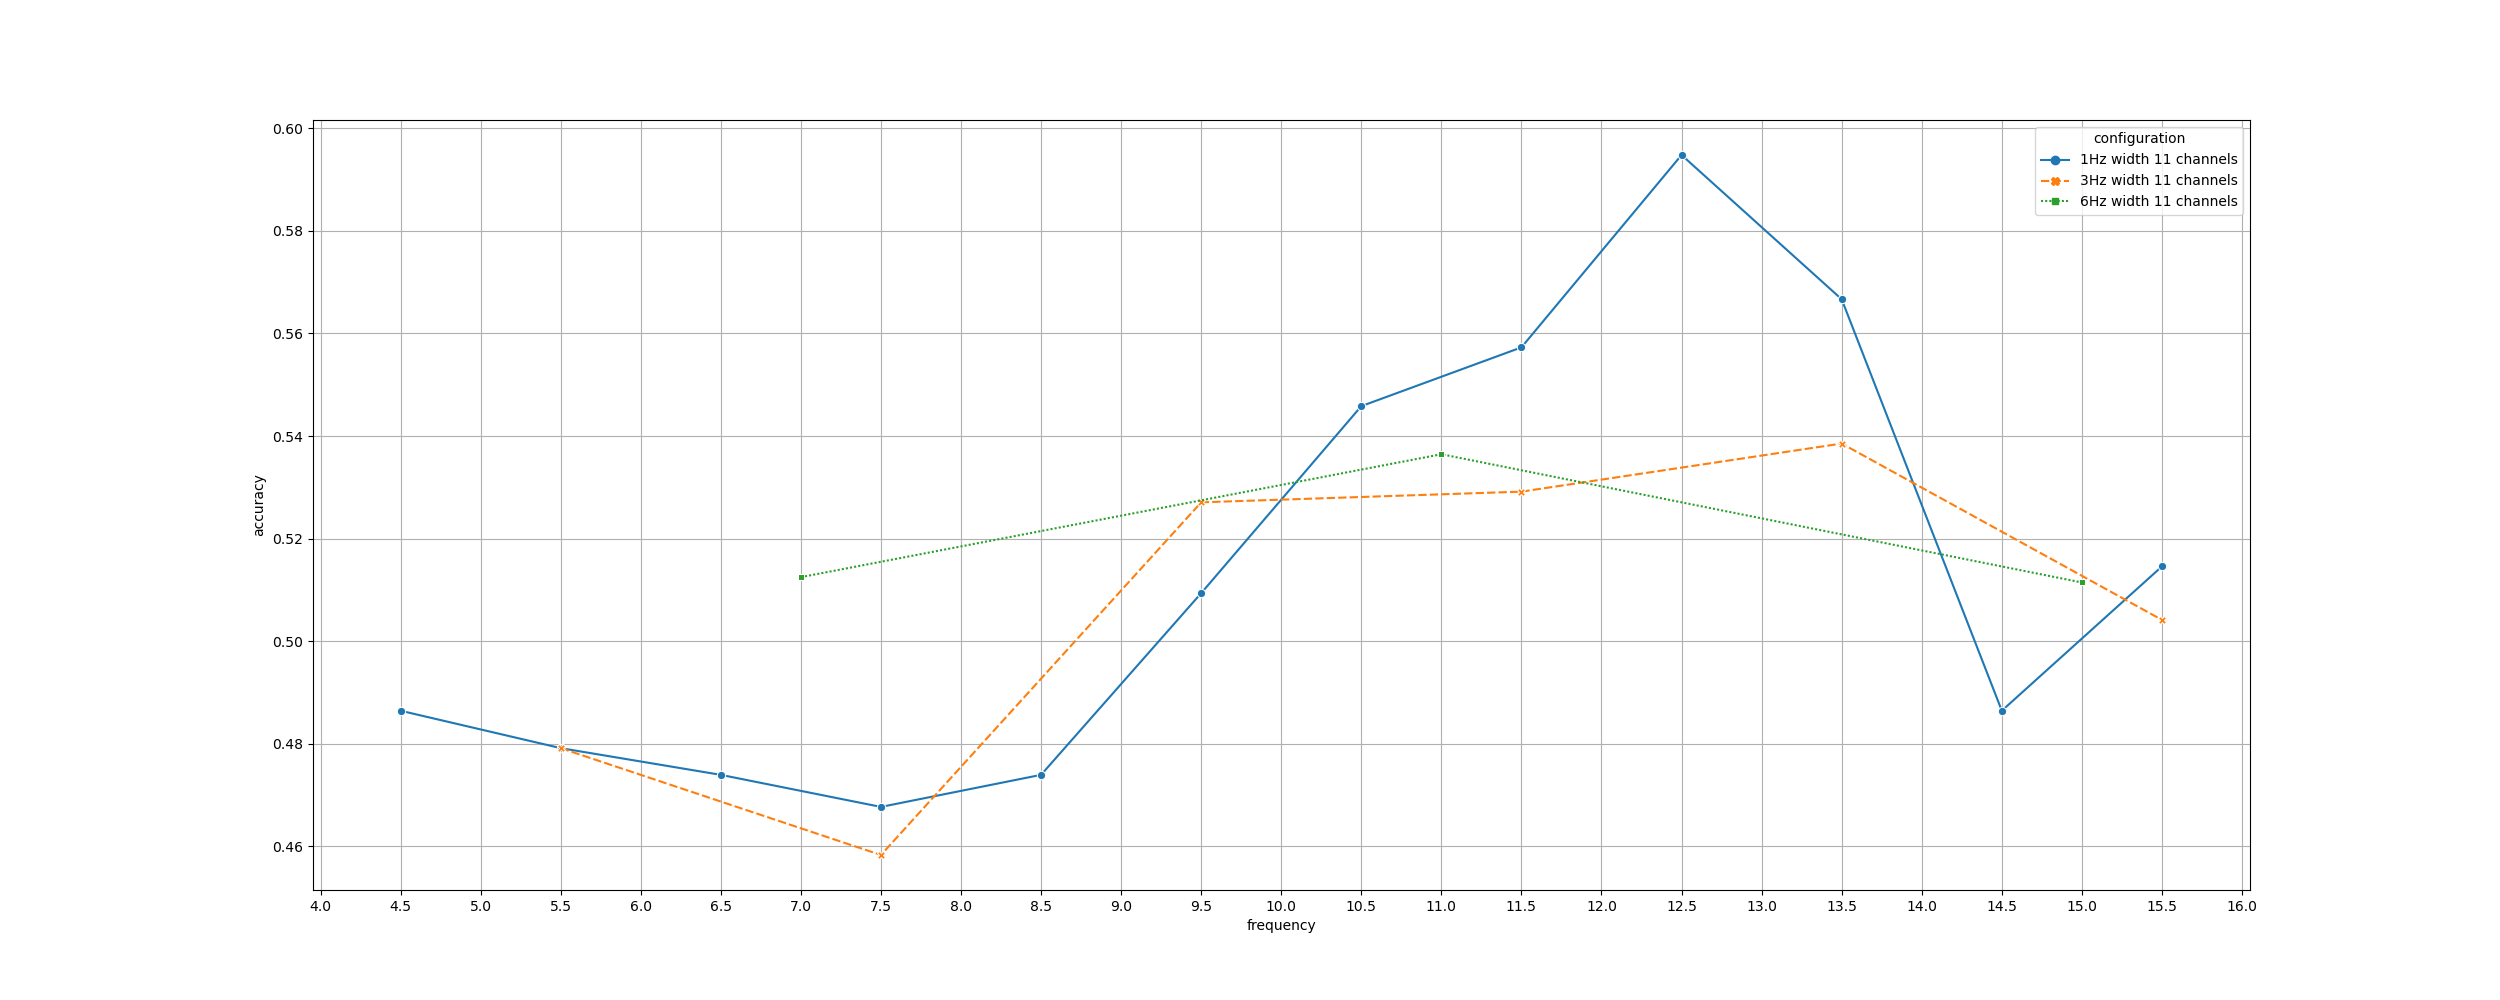 configuration
1Hz width 11 channels
3Hz width 11 channels
6Hz width 11 channels
0.60
0.58
0.56
0.54
0.52
0.50
0.48
0.46
accuracy
4.0 4.5 5.0 5.5 6.0 6.5 7.0 7.5 8.0 8.5 9.0 9.5 10.0 10.5 11.0 11.5 12.0 12.5 13.0 13.5 14.0 14.5 15.0 15.5 16.0
frequency